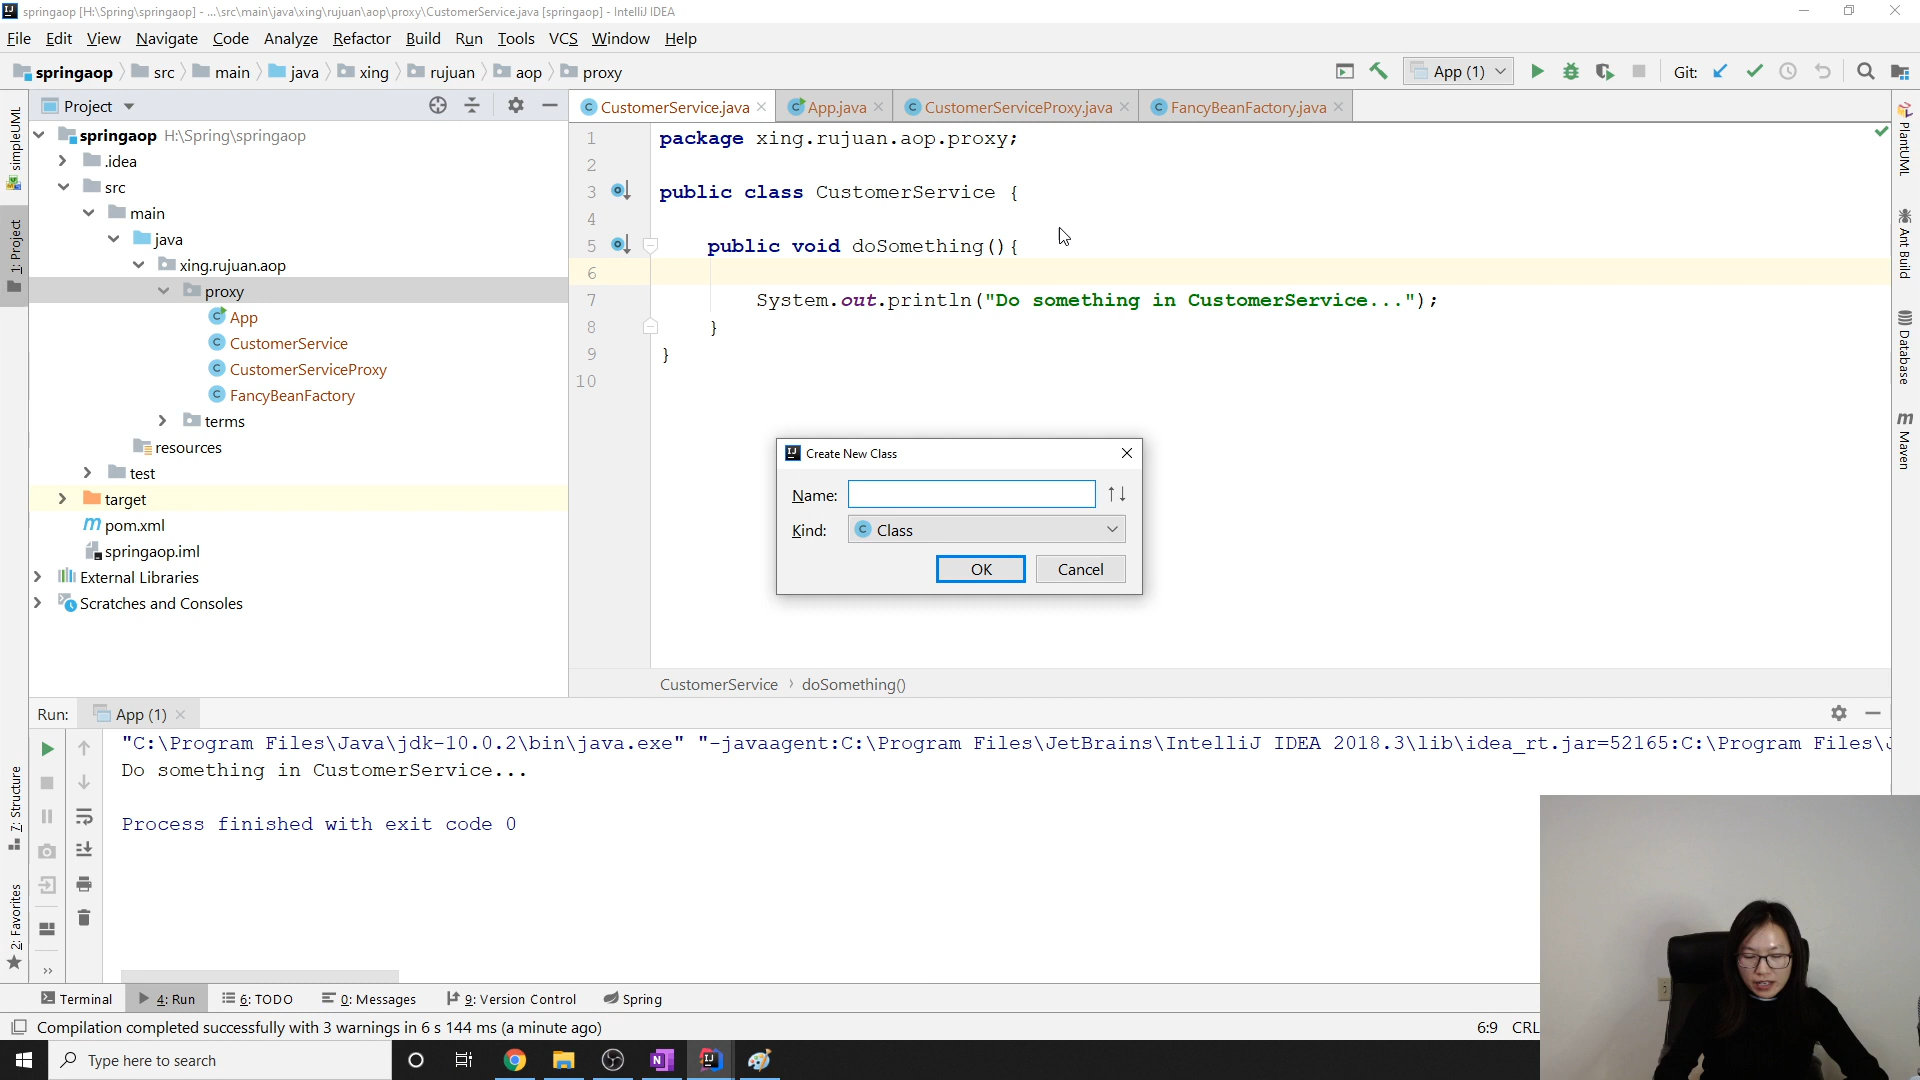 springaop [H:\Spring\springaop] - ...\src\main\java\xing\rujuan\aop\proxy\CustomerService.java [springaop] - IntelliJ IDEA
File Edit View Navigate Code Analyze Refactor Build Run Tools VCS Window Help
springaop src main java xing rujuan aop proxy App (1) Git:
Project
CustomerService.java App.java CustomerServiceProxy.java FancyBeanFactory.java
springaop H:\Spring\springaop
.idea
src
main
java
xing.rujuan.aop
proxy
App
CustomerService
CustomerServiceProxy
FancyBeanFactory
terms
resources
test
target
pom.xml
springaop.iml
External Libraries
Scratches and Consoles
simpleUML
1: Project
7: Structure
2: Favorites
1 package xing.rujuan.aop.proxy;
2
3 public class CustomerService {
4
5 public void doSomething(){
6
7 System.out.println("Do something in CustomerService...");
8 }
9 }
10
Create New Class
Name:
Kind: Class
OK Cancel
CustomerService › doSomething()
PlantUML
Ant Build
Database
Maven
Run: App (1)
"C:\Program Files\Java\jdk-10.0.2\bin\java.exe" "-javaagent:C:\Program Files\JetBrains\IntelliJ IDEA 2018.3\lib\idea_rt.jar=52165:C:\Program Files\J
Do something in CustomerService...
Process finished with exit code 0
Terminal 4: Run 6: TODO 0: Messages 9: Version Control Spring
Compilation completed successfully with 3 warnings in 6 s 144 ms (a minute ago) 6:9 CRL
Type here to search